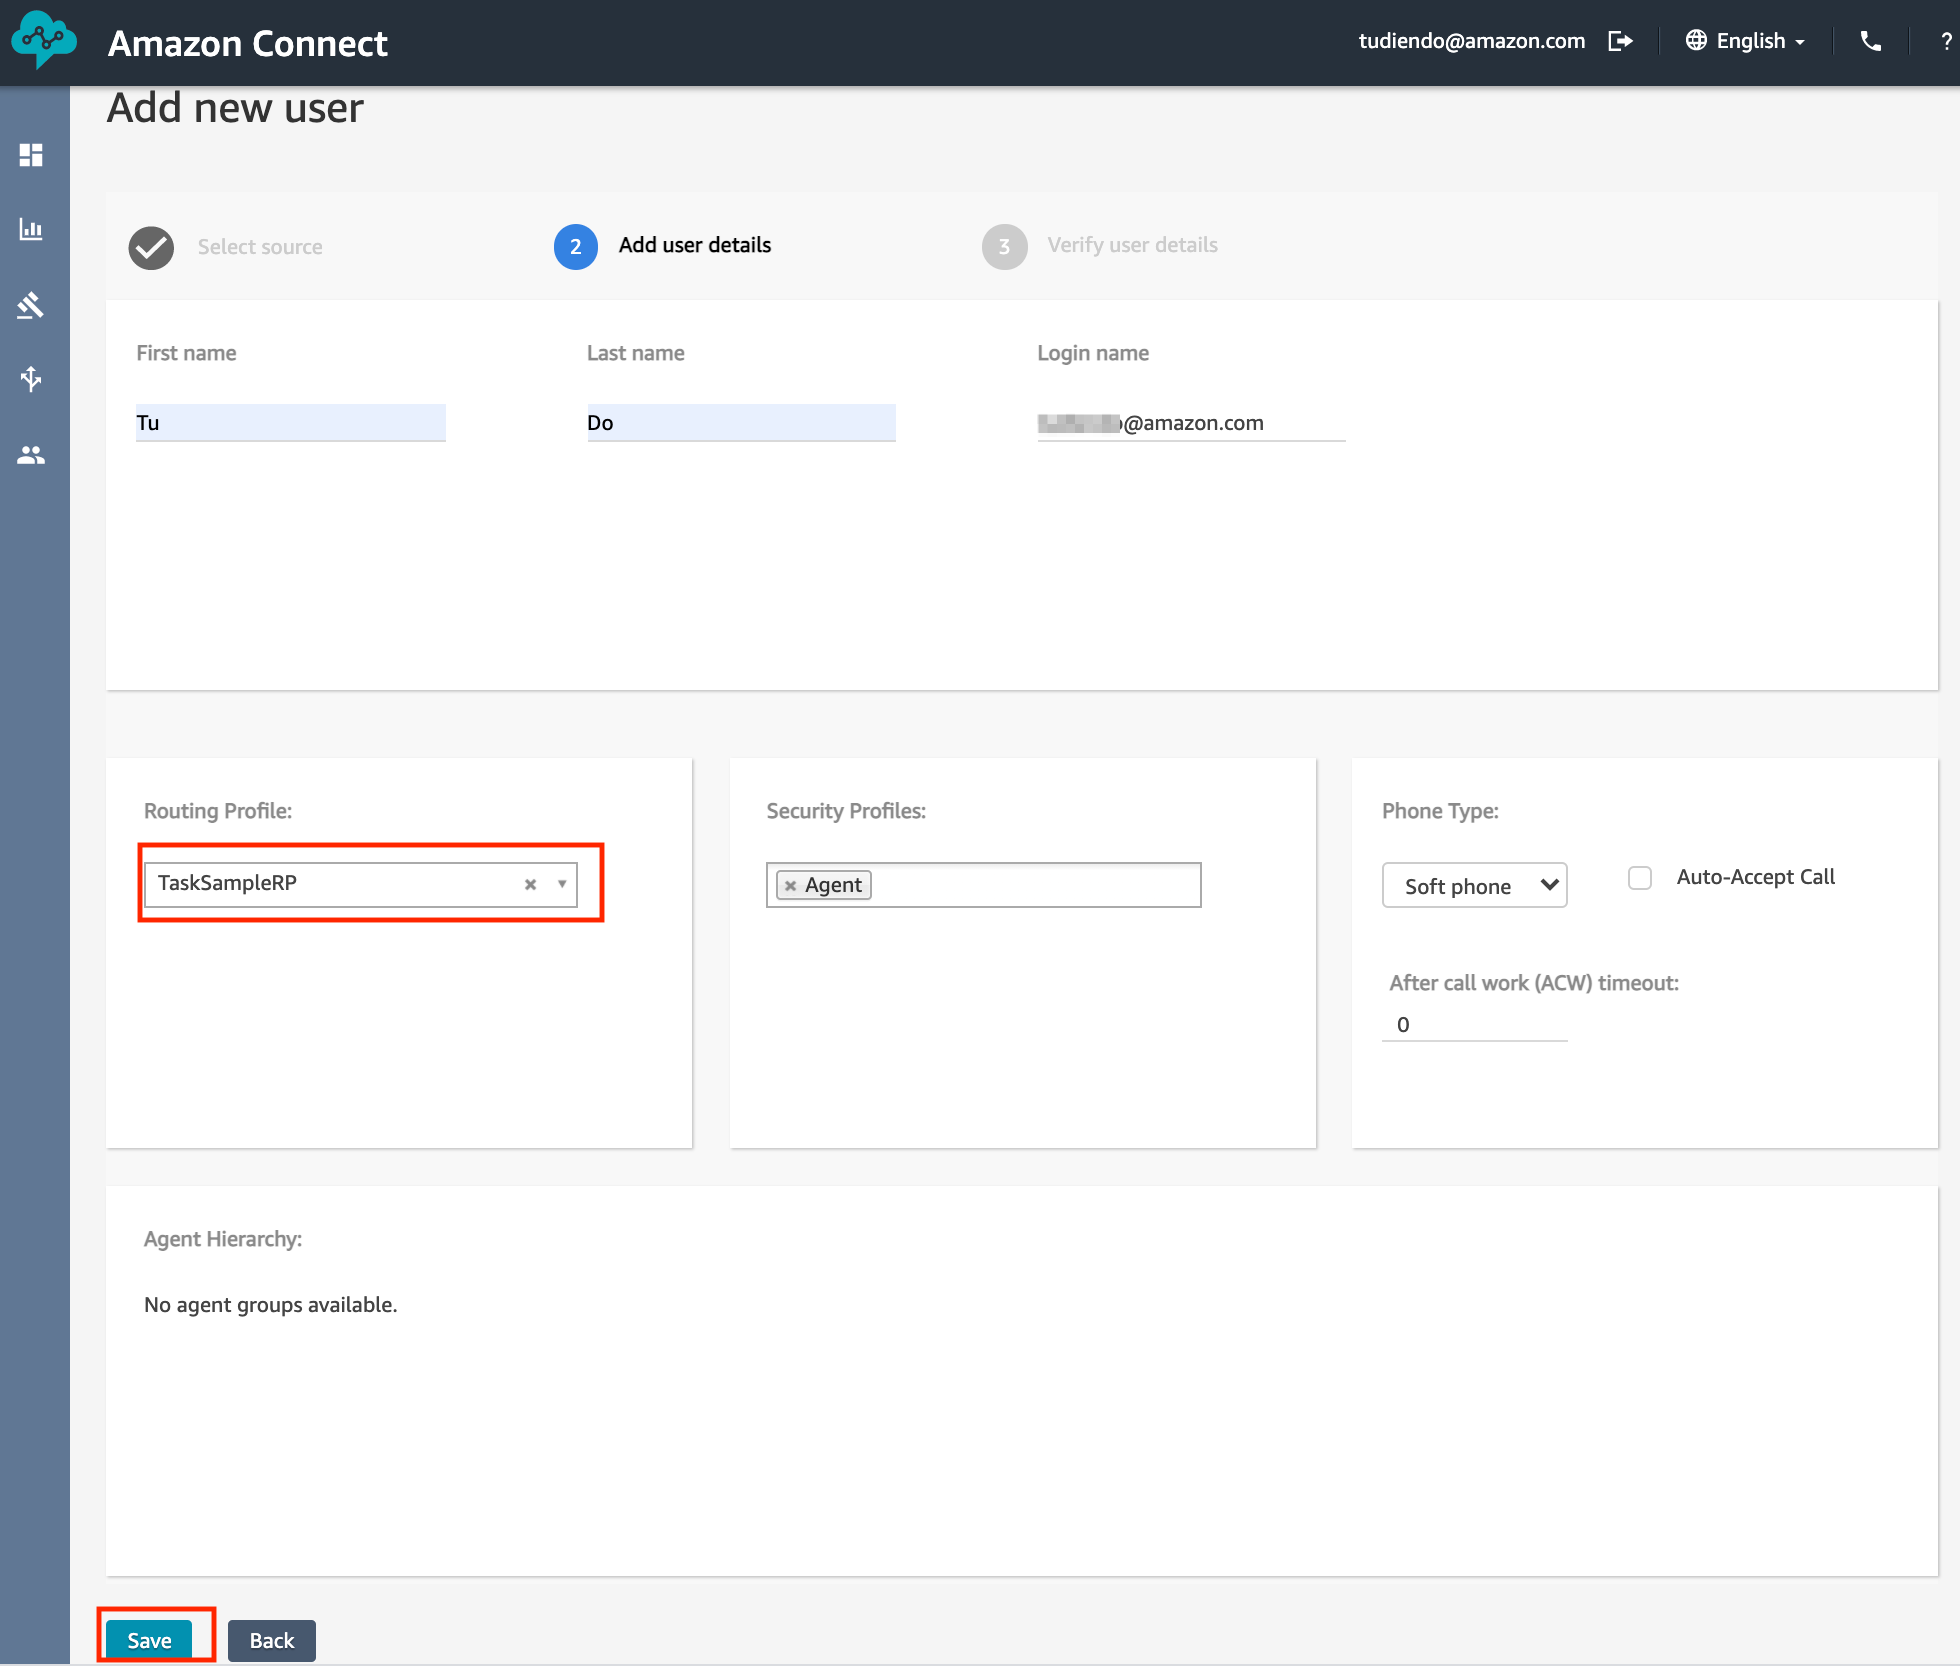 Amazon Connect
tudiendo@amazon.com
English
?
Add new user
Select source
2 Add user details
3 Verify user details
First name
Last name
Login name
Tu
Do
@amazon.com
Routing Profile:
TaskSampleRP
Security Profiles:
Agent
Phone Type:
Soft phone
Auto-Accept Call
After call work (ACW) timeout:
0
Agent Hierarchy:
No agent groups available.
Save
Back